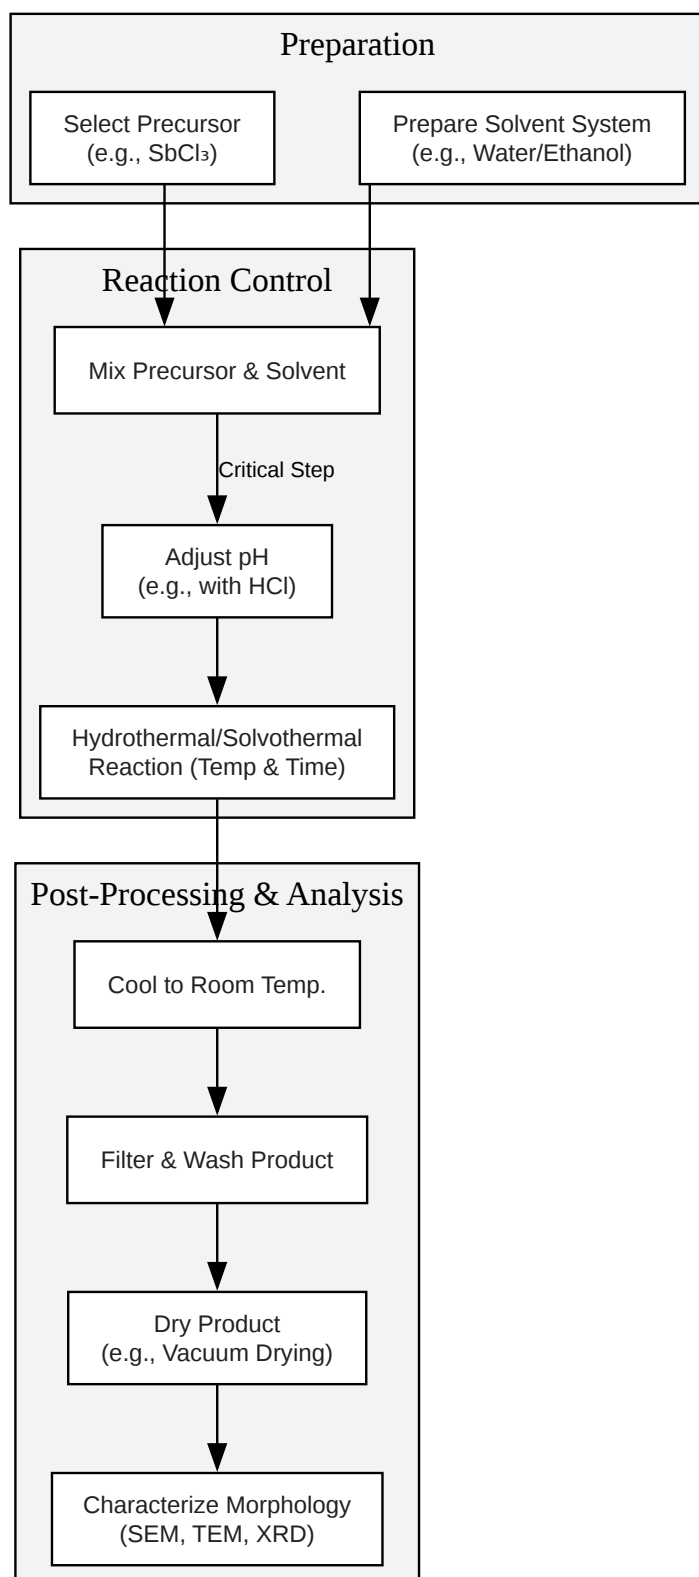 Preparation
Select Precursor
(e.g., SbCl₃)
Prepare Solvent System
(e.g., Water/Ethanol)
Reaction Control
Mix Precursor & Solvent
Critical Step
Adjust pH
(e.g., with HCl)
Hydrothermal/Solvothermal
Reaction (Temp & Time)
Post-Processing & Analysis
Cool to Room Temp.
Filter & Wash Product
Dry Product
(e.g., Vacuum Drying)
Characterize Morphology
(SEM, TEM, XRD)